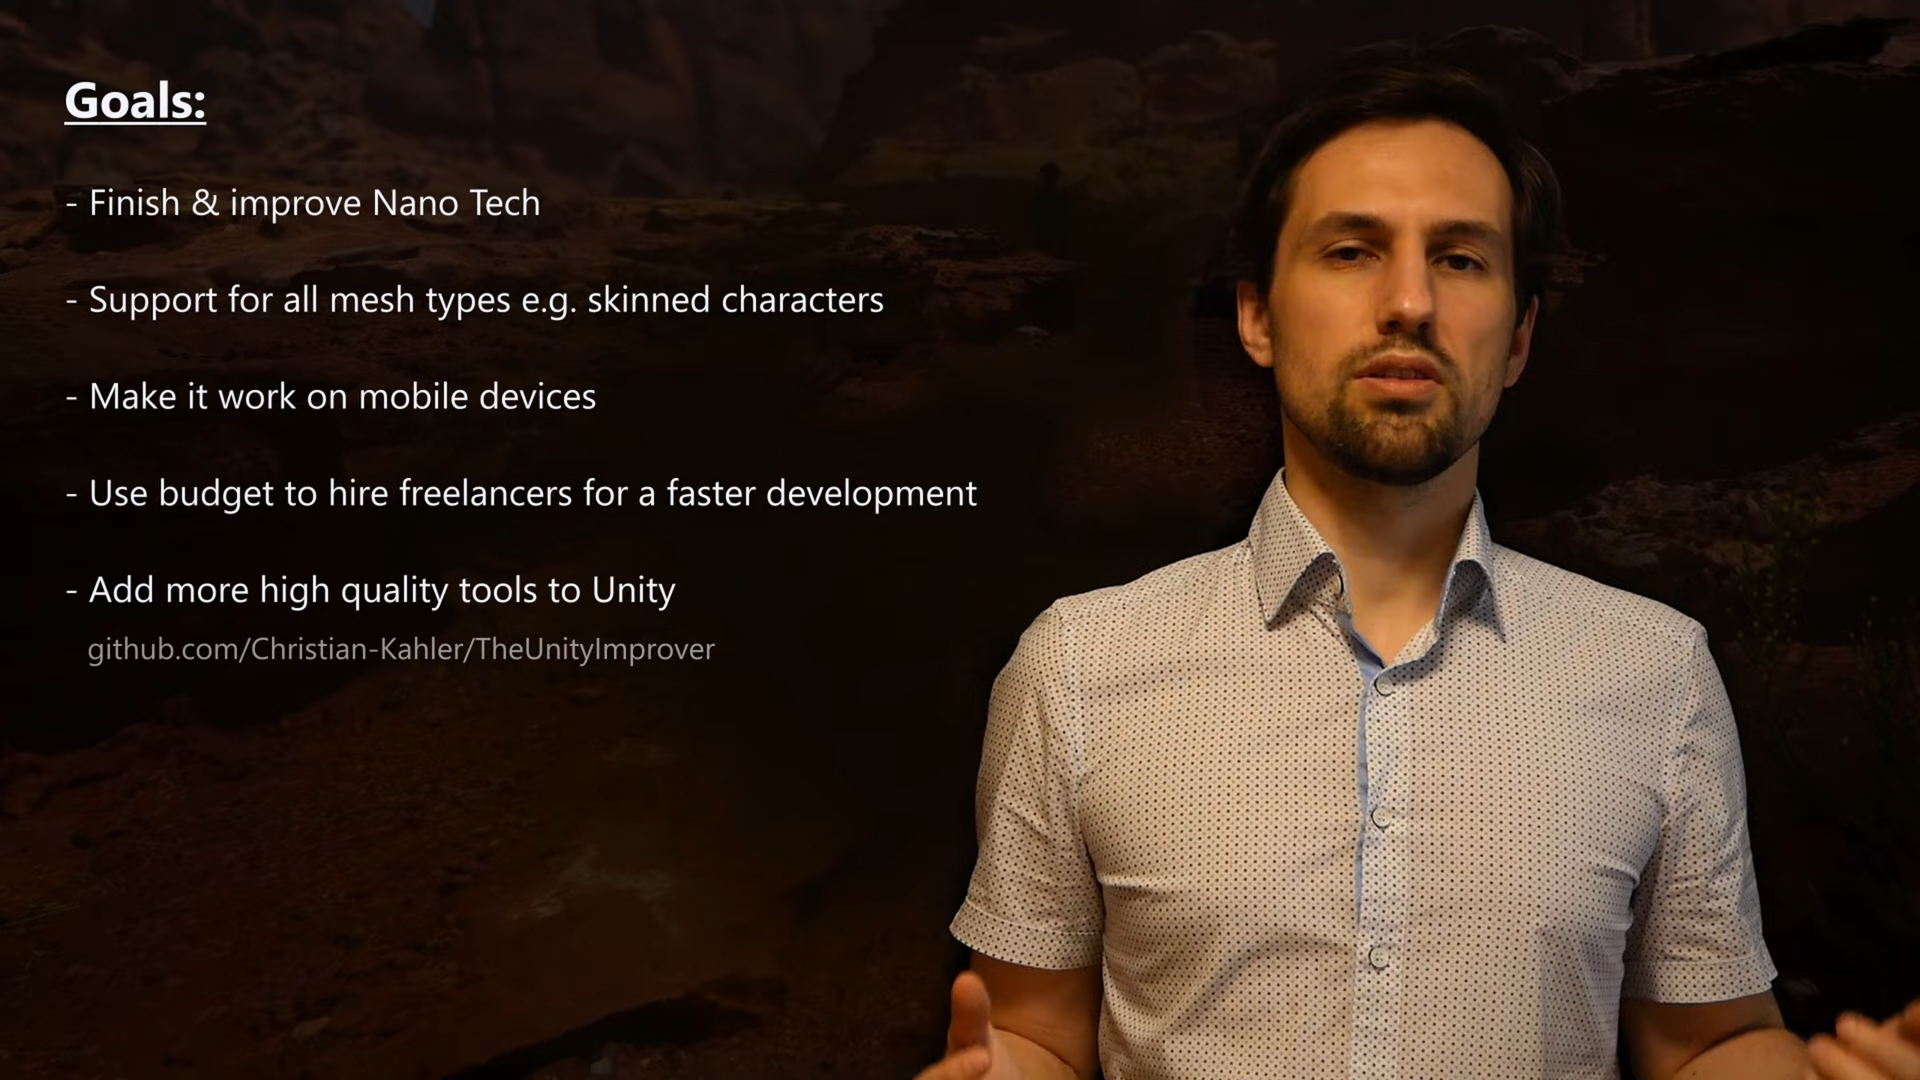 Goals:
- Finish & improve Nano Tech
- Support for all mesh types e.g. skinned characters
- Make it work on mobile devices
- Use budget to hire freelancers for a faster development
- Add more high quality tools to Unity
github.com/Christian-Kahler/TheUnityImprover